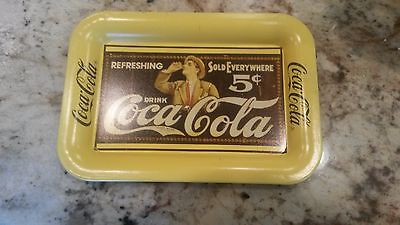 REFRESHING SOLD EVERYWHERE
5¢
DRINK
Coca-Cola
Coca-Cola
Coca-Cola